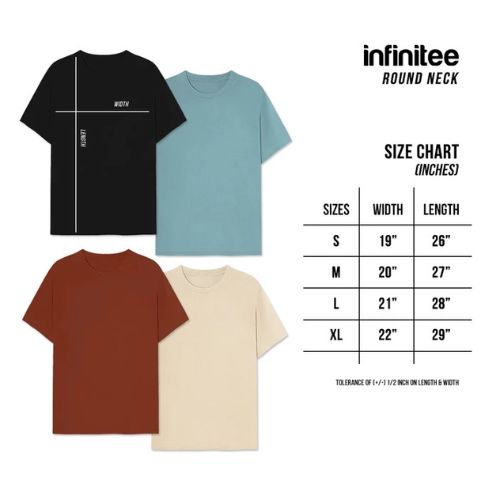 infinitee
ROUND NECK
WIDTH
LENGTH
SIZE CHART
(INCHES)
SIZES WIDTH LENGTH
S 19” 26”
M 20” 27”
L 21” 28”
XL 22” 29”
TOLERANCE OF (+/-) 1/2 INCH ON LENGTH & WIDTH